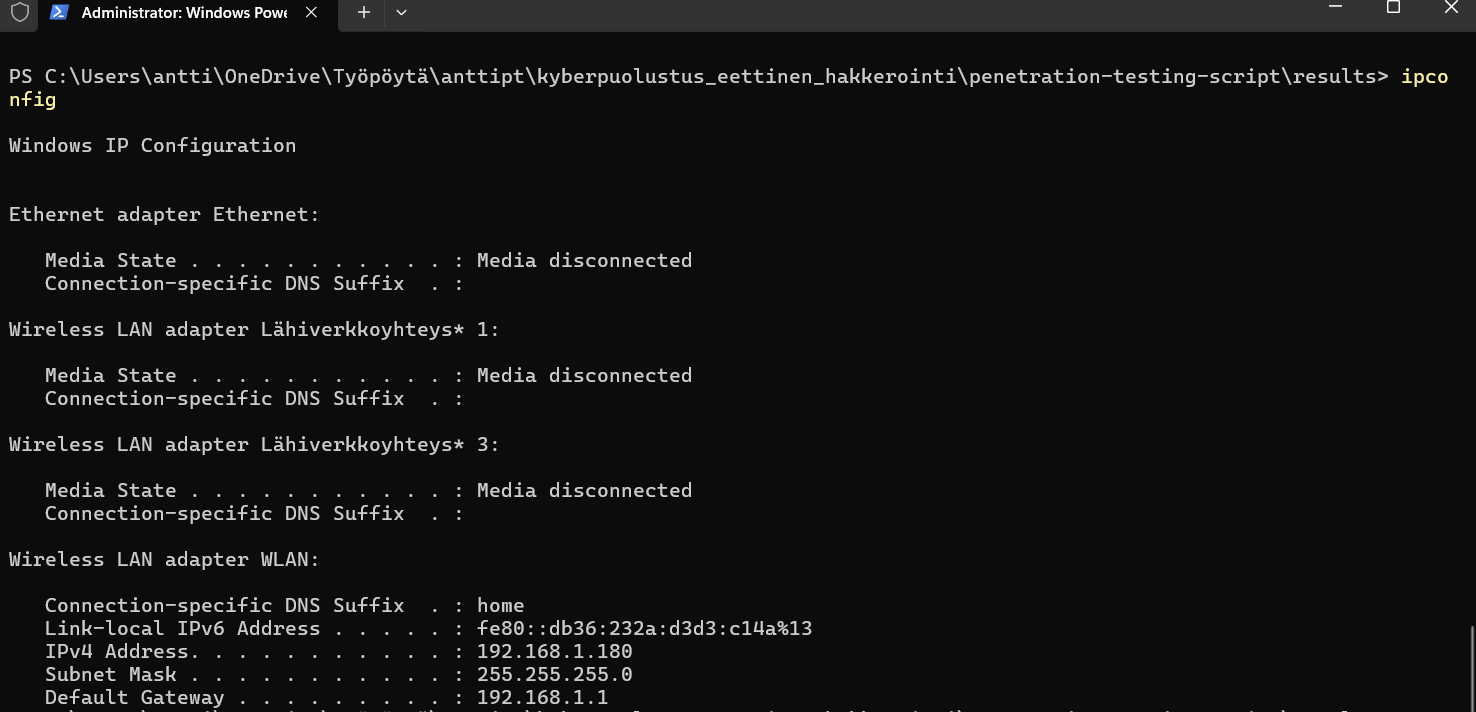 Administrator: Windows Powe
PS C:\Users\antti\OneDrive\Työpöytä\anttipt\kyberpuolustus_eettinen_hakkerointi\penetration-testing-script\results> ipco
nfig
Windows IP Configuration
Ethernet adapter Ethernet:
Media State . . . . . . . . . . . : Media disconnected
Connection-specific DNS Suffix  . :
Wireless LAN adapter Lähiverkkoyhteys* 1:
Media State . . . . . . . . . . . : Media disconnected
Connection-specific DNS Suffix  . :
Wireless LAN adapter Lähiverkkoyhteys* 3:
Media State . . . . . . . . . . . : Media disconnected
Connection-specific DNS Suffix  . :
Wireless LAN adapter WLAN:
Connection-specific DNS Suffix  . : home
Link-local IPv6 Address . . . . . : fe80::db36:232a:d3d3:c14a%13
IPv4 Address. . . . . . . . . . . : 192.168.1.180
Subnet Mask . . . . . . . . . . . : 255.255.255.0
Default Gateway . . . . . . . . . : 192.168.1.1